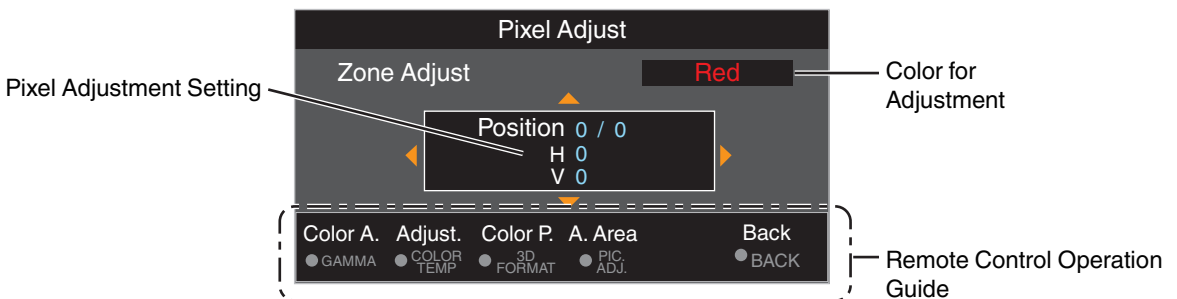 Pixel Adjust
Zone Adjust Red
Pixel Adjustment Setting
Color for
Adjustment
Position 0 / 0
H 0
V 0
Color A. Adjust. Color P. A. Area Back
GAMMA COLOR TEMP 3D FORMAT PIC. ADJ. BACK
Remote Control Operation
Guide